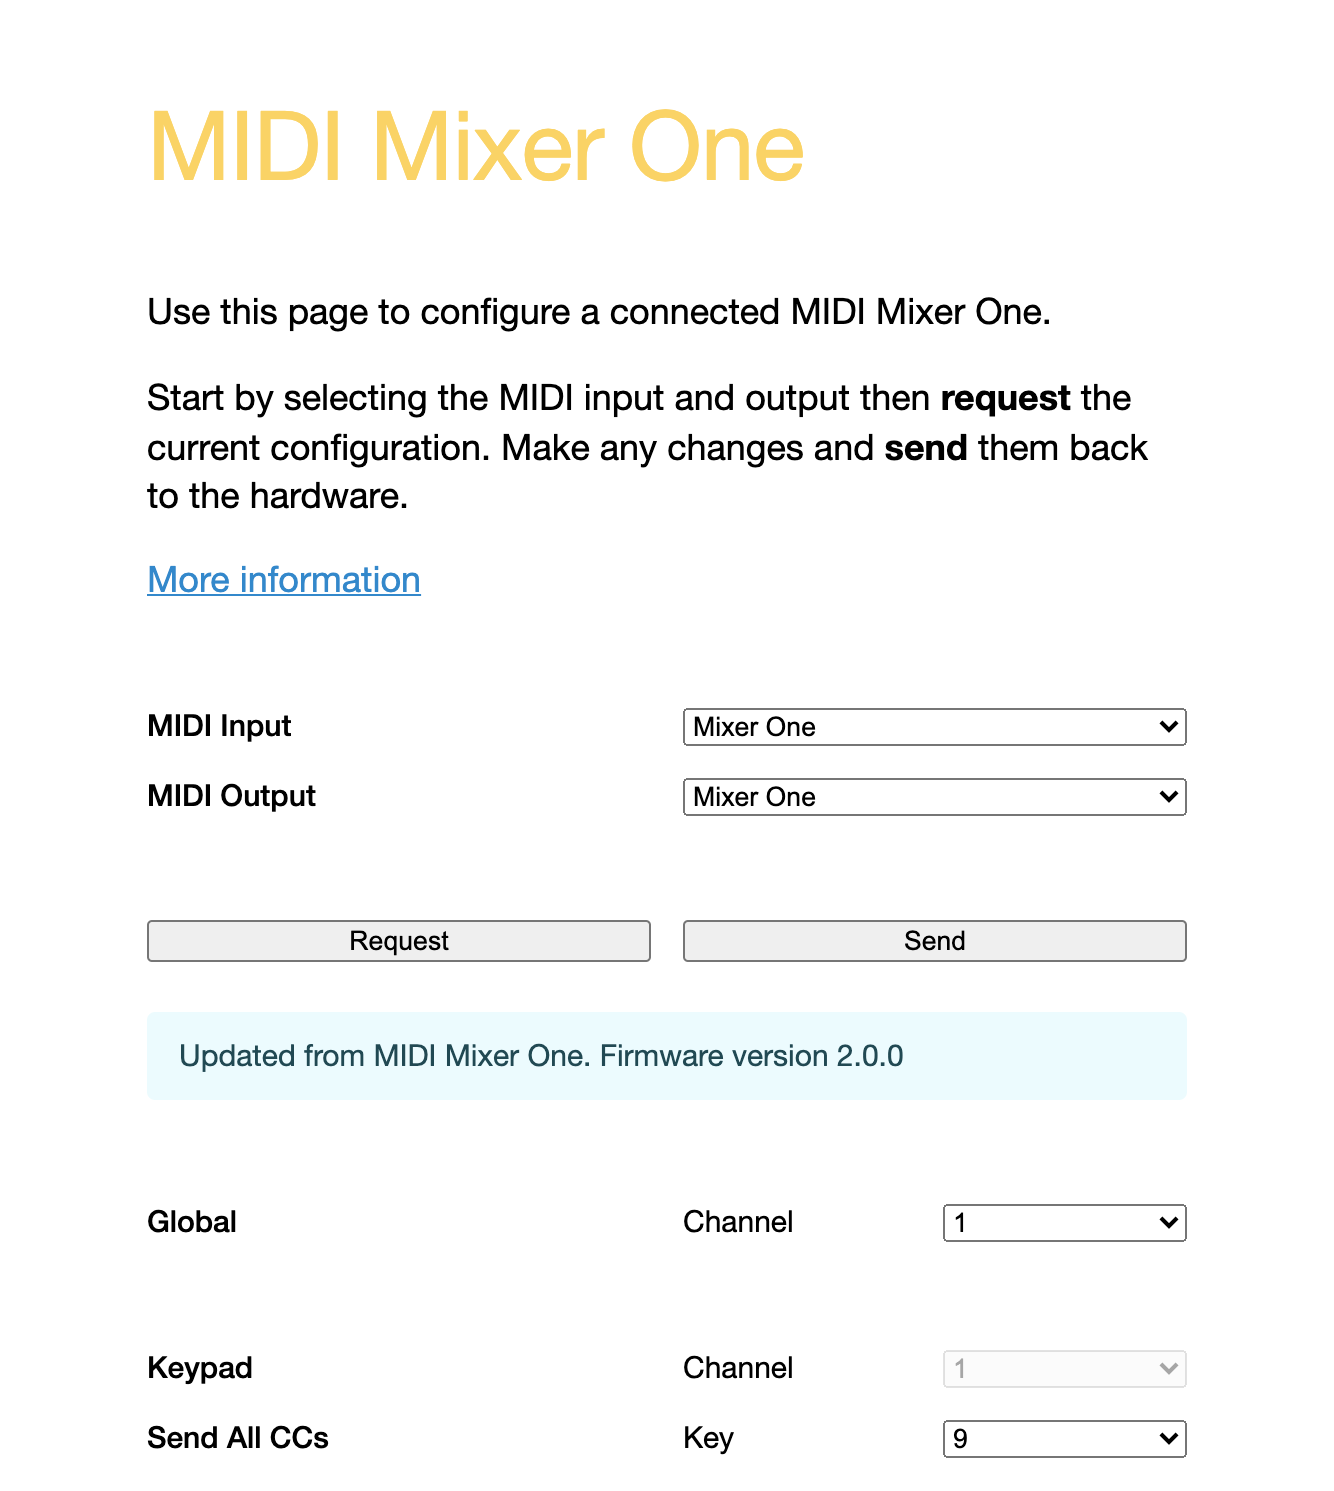 MIDI Mixer One
Use this page to configure a connected MIDI Mixer One.
Start by selecting the MIDI input and output then request the
current configuration. Make any changes and send them back
to the hardware.
More information
MIDI Input Mixer One
MIDI Output Mixer One
Request Send
Updated from MIDI Mixer One. Firmware version 2.0.0
Global Channel 1
Keypad Channel 1
Send All CCs Key 9